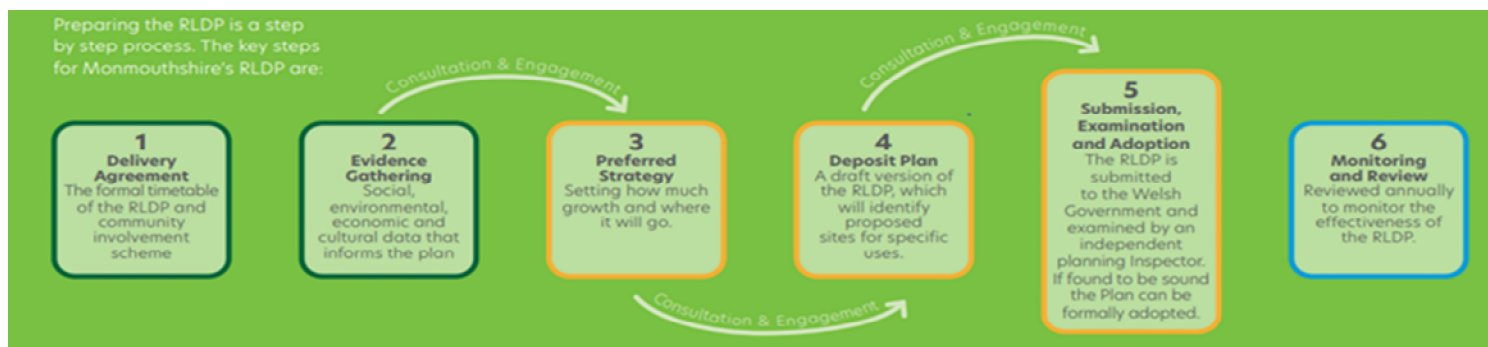 Preparing the RLDP is a step
by step process. The key steps
for Monmouthshire's RLDP are:
Consultation & Engagement
Consultation & Engagement
1
Delivery
Agreement
The formal timetable
of the RLDP and
community
involvement
scheme
2
Evidence
Gathering
Social,
environmental,
economic and
cultural data that
informs the plan
3
Preferred
Strategy
Setting how much
growth and where
it will go.
4
Deposit Plan
A draft version of
the RLDP, which
will identify
proposed
sites for specific
uses.
5
Submission,
Examination
and Adoption
The RLDP is
submitted
to the Welsh
Government and
examined by an
independent
planning Inspector.
If found to be sound
the Plan can be
formally adopted.
6
Monitoring
and Review
Reviewed annually
to monitor the
effectiveness of
the RLDP.
Consultation & Engagement